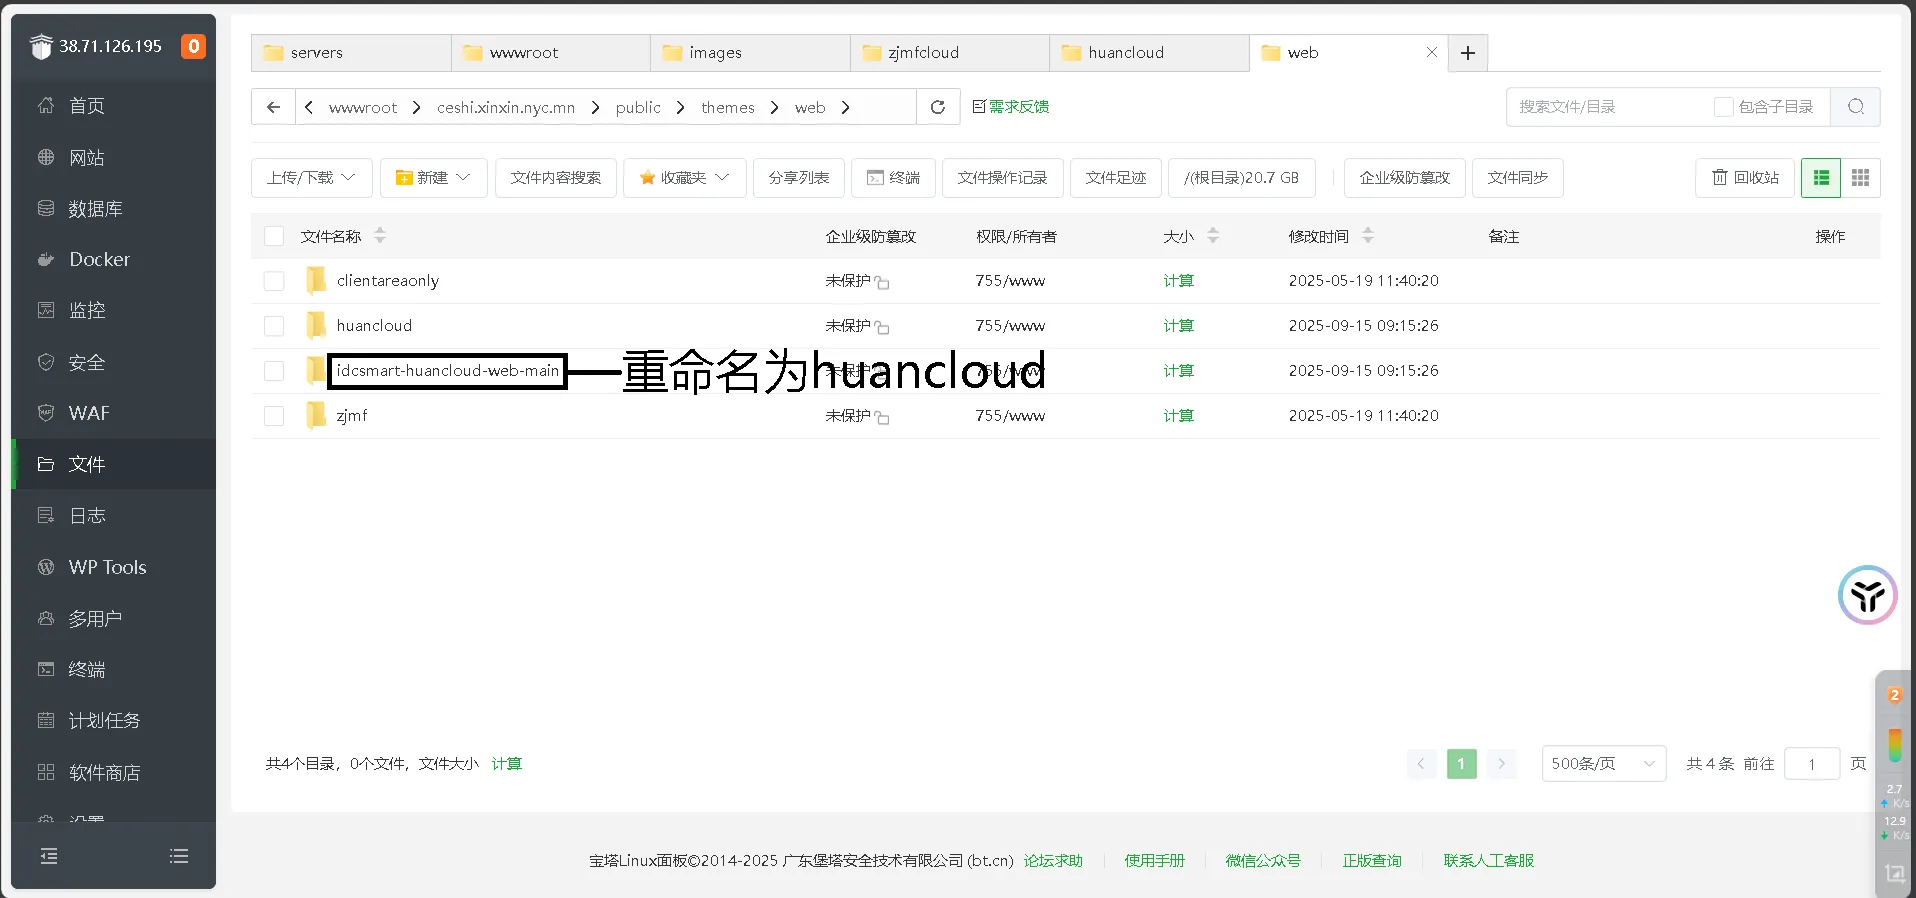 38.71.126.195 0
首页
网站
数据库
Docker
监控
安全
WAF
文件
日志
WP Tools
多用户
终端
计划任务
软件商店
设置
servers wwwroot images zjmfcloud huancloud web
wwwroot ceshi.xinxin.nyc.mn public themes web 需求反馈 搜索文件/目录 包含子目录
上传/下载 新建 文件内容搜索 收藏夹 分享列表 终端 文件操作记录 文件足迹 /(根目录)20.7 GB 企业级防篡改 文件同步 回收站
文件名称 企业级防篡改 权限/所有者 大小 修改时间 备注 操作
clientareaonly 未保护 755/www 计算 2025-05-19 11:40:20
huancloud 未保护 755/www 计算 2025-09-15 09:15:26
idcsmart-huancloud-web-main 重命名为huancloud 未保护 755/www 计算 2025-09-15 09:15:26
zjmf 未保护 755/www 计算 2025-05-19 11:40:20
共4个目录，0个文件，文件大小 计算 1 500条/页 共 4 条 前往 1 页
宝塔Linux面板©2014-2025 广东堡塔安全技术有限公司 (bt.cn) 论坛求助 使用手册 微信公众号 正版查询 联系人工客服
2
2.7
K/s
12.9
K/s